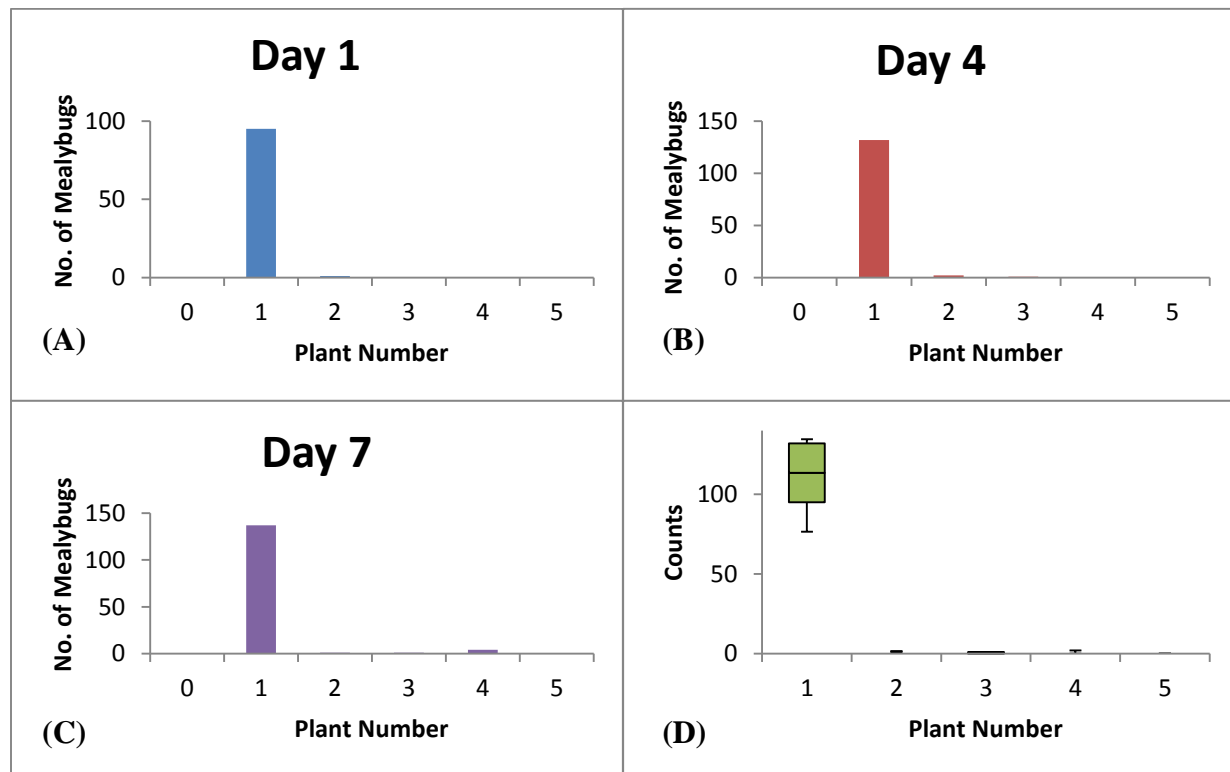 Day 1
No. of Mealybugs
100
50
0
0 1 2 3 4 5
Plant Number
(A)
Day 4
No. of Mealybugs
150
100
50
0
0 1 2 3 4 5
Plant Number
(B)
Day 7
No. of Mealybugs
150
100
50
0
0 1 2 3 4 5
Plant Number
(C)
Counts
100
50
0
1 2 3 4 5
Plant Number
(D)